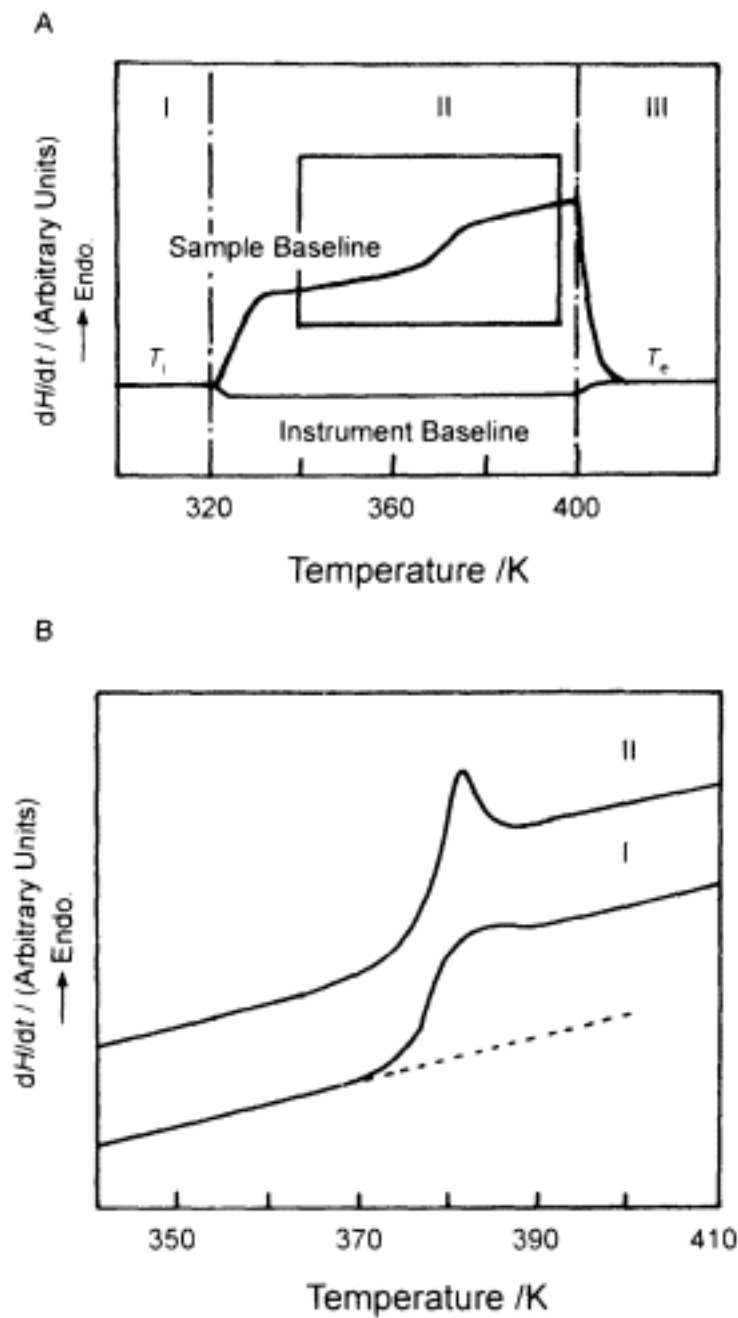 A
dH/dt / (Arbitrary Units)
→ Endo.
I
II
III
Sample Baseline
Tᵢ
Tₑ
Instrument Baseline
320
360
400
Temperature /K
B
dH/dt / (Arbitrary Units)
→ Endo.
II
I
350
370
390
410
Temperature /K